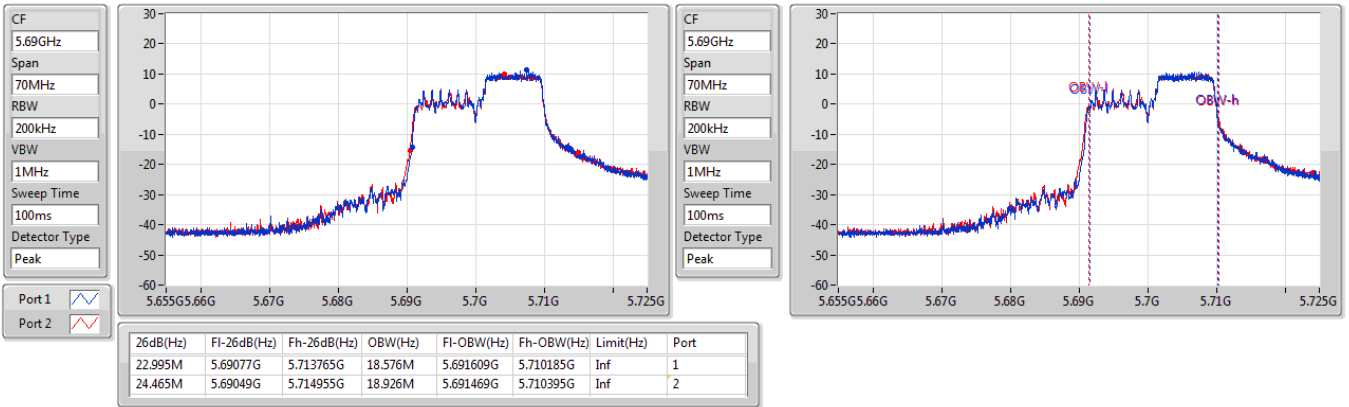 CF
5.69GHz
Span
70MHz
RBW
200kHz
VBW
1MHz
Sweep Time
100ms
Detector Type
Peak
Port 1
Port 2
30
20
10
0
-10
-20
-30
-40
-50
-60
5.655G 5.66G 5.67G 5.68G 5.69G 5.7G 5.71G 5.725G
CF
5.69GHz
Span
70MHz
RBW
200kHz
VBW
1MHz
Sweep Time
100ms
Detector Type
Peak
30
20
10
0
-10
-20
-30
-40
-50
-60
OBW-l
OBW-h
5.655G 5.66G 5.67G 5.68G 5.69G 5.7G 5.71G 5.725G
26dB(Hz) Fl-26dB(Hz) Fh-26dB(Hz) OBW(Hz) Fl-OBW(Hz) Fh-OBW(Hz) Limit(Hz) Port
22.995M 5.69077G 5.713765G 18.576M 5.691609G 5.710185G Inf 1
24.465M 5.69049G 5.714955G 18.926M 5.691469G 5.710395G Inf 2